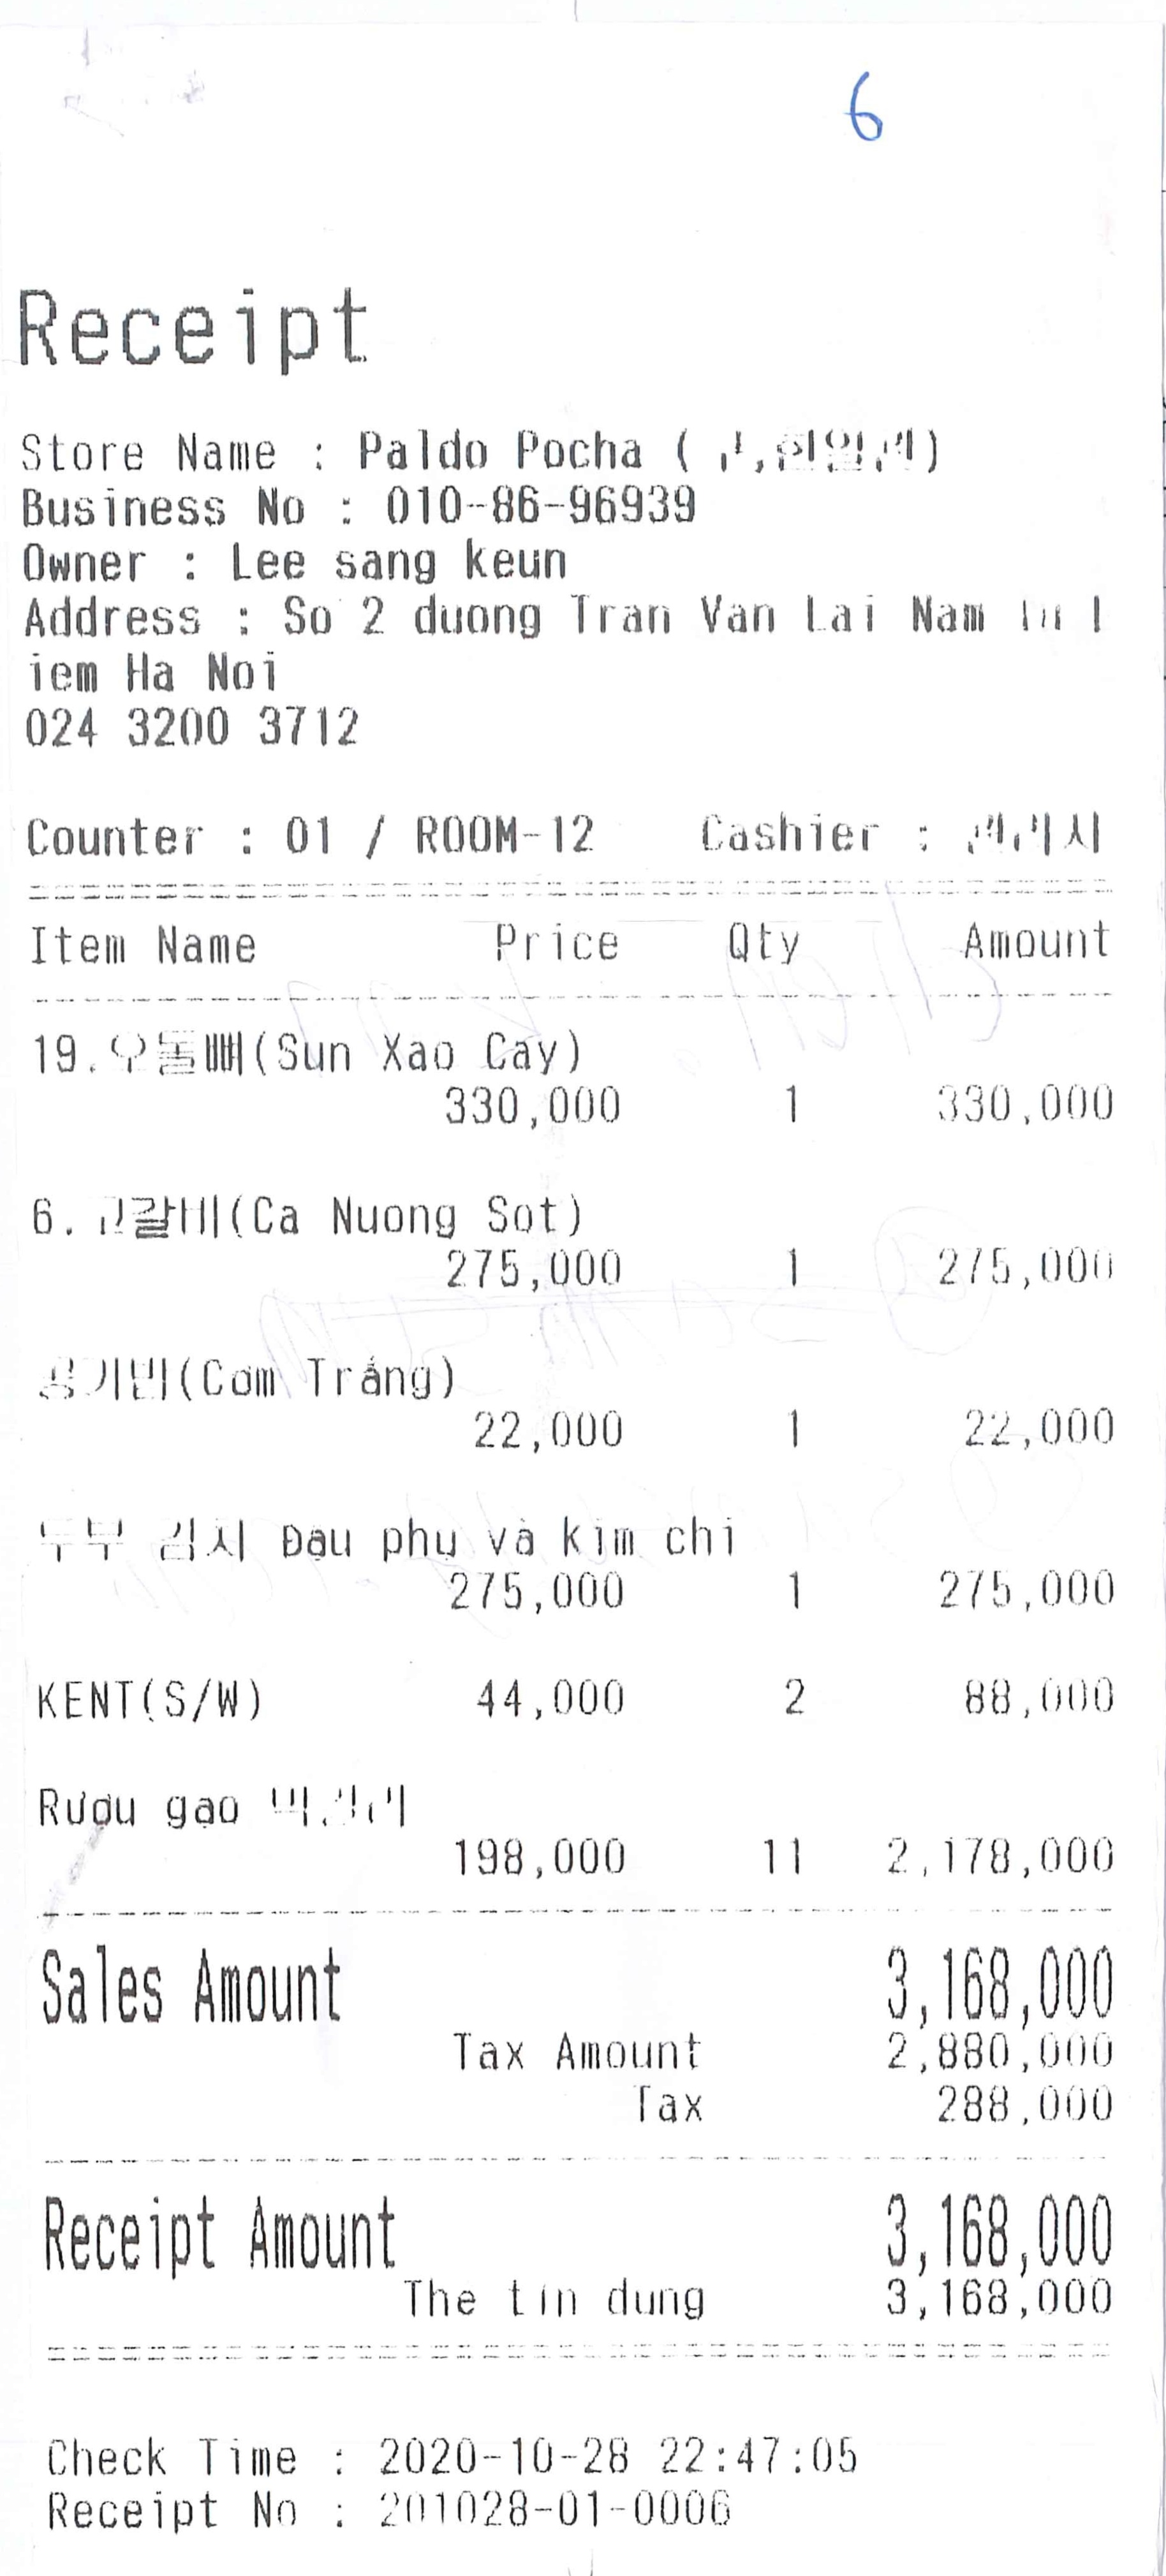 6
Receipt
Store Name : Paldo Pocha (
Business No : 010-86-96939
Owner : Lee sang keun
Address : So 2 duong Tran Van Lai Nam
iem Ha Noi
024 3200 3712
Counter : 01 / ROOM-12 Cashier :
Item Name Price Qty Amount
19.오돌뼈(Sun Xao Cay)
330,000 1 330,000
6.고갈비(Ca Nuong Sot)
275,000 1 275,000
공기밥(Cơm Trắng)
22,000 1 22,000
두부 김치 Đậu phụ và kim chi
275,000 1 275,000
KENT(S/W) 44,000 2 88,000
Rượu gạo 막걸리
198,000 11 2,178,000
Sales Amount 3,168,000
Tax Amount 2,880,000
Tax 288,000
Receipt Amount 3,168,000
The tin dung 3,168,000
Check Time : 2020-10-28 22:47:05
Receipt No : 201028-01-0006